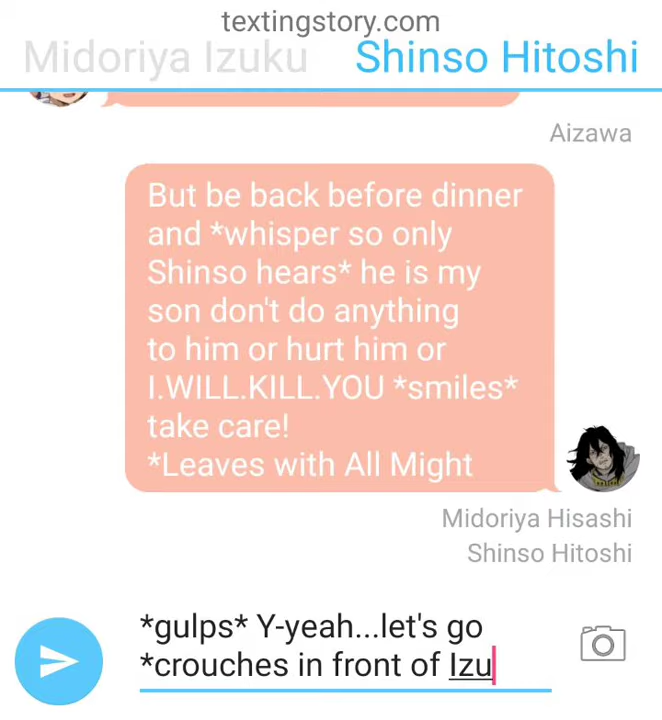 textingstory.com
Midoriya Izuku Shinso Hitoshi
Aizawa
But be back before dinner
and *whisper so only
Shinso hears* he is my
son don't do anything
to him or hurt him or
I.WILL.KILL.YOU *smiles*
take care!
*Leaves with All Might
Midoriya Hisashi
Shinso Hitoshi
*gulps* Y-yeah...let's go
*crouches in front of Izu